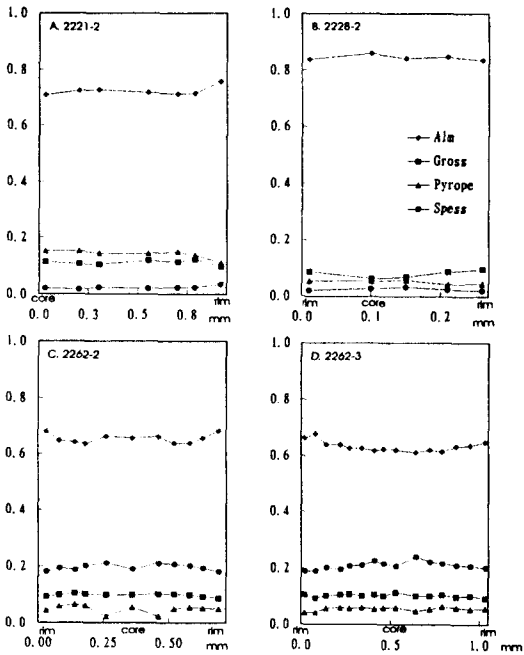 A. 2221-2
1.0
0.8
0.6
0.4
0.2
0.0
core
rim
0.0 0.3 0.5 0.8 mm
B. 2228-2
1.0
0.8
0.6
0.4
0.2
0.0
Alm
Gross
Pyrope
Spess
rim core rim
0.0 0.1 0.2 mm
C. 2262-2
1.0
0.8
0.6
0.4
0.2
0.0
rim core rim
0.00 0.25 0.50 mm
D. 2262-3
1.0
0.8
0.6
0.4
0.2
0.0
rim core rim
0.0 0.5 1.0 mm